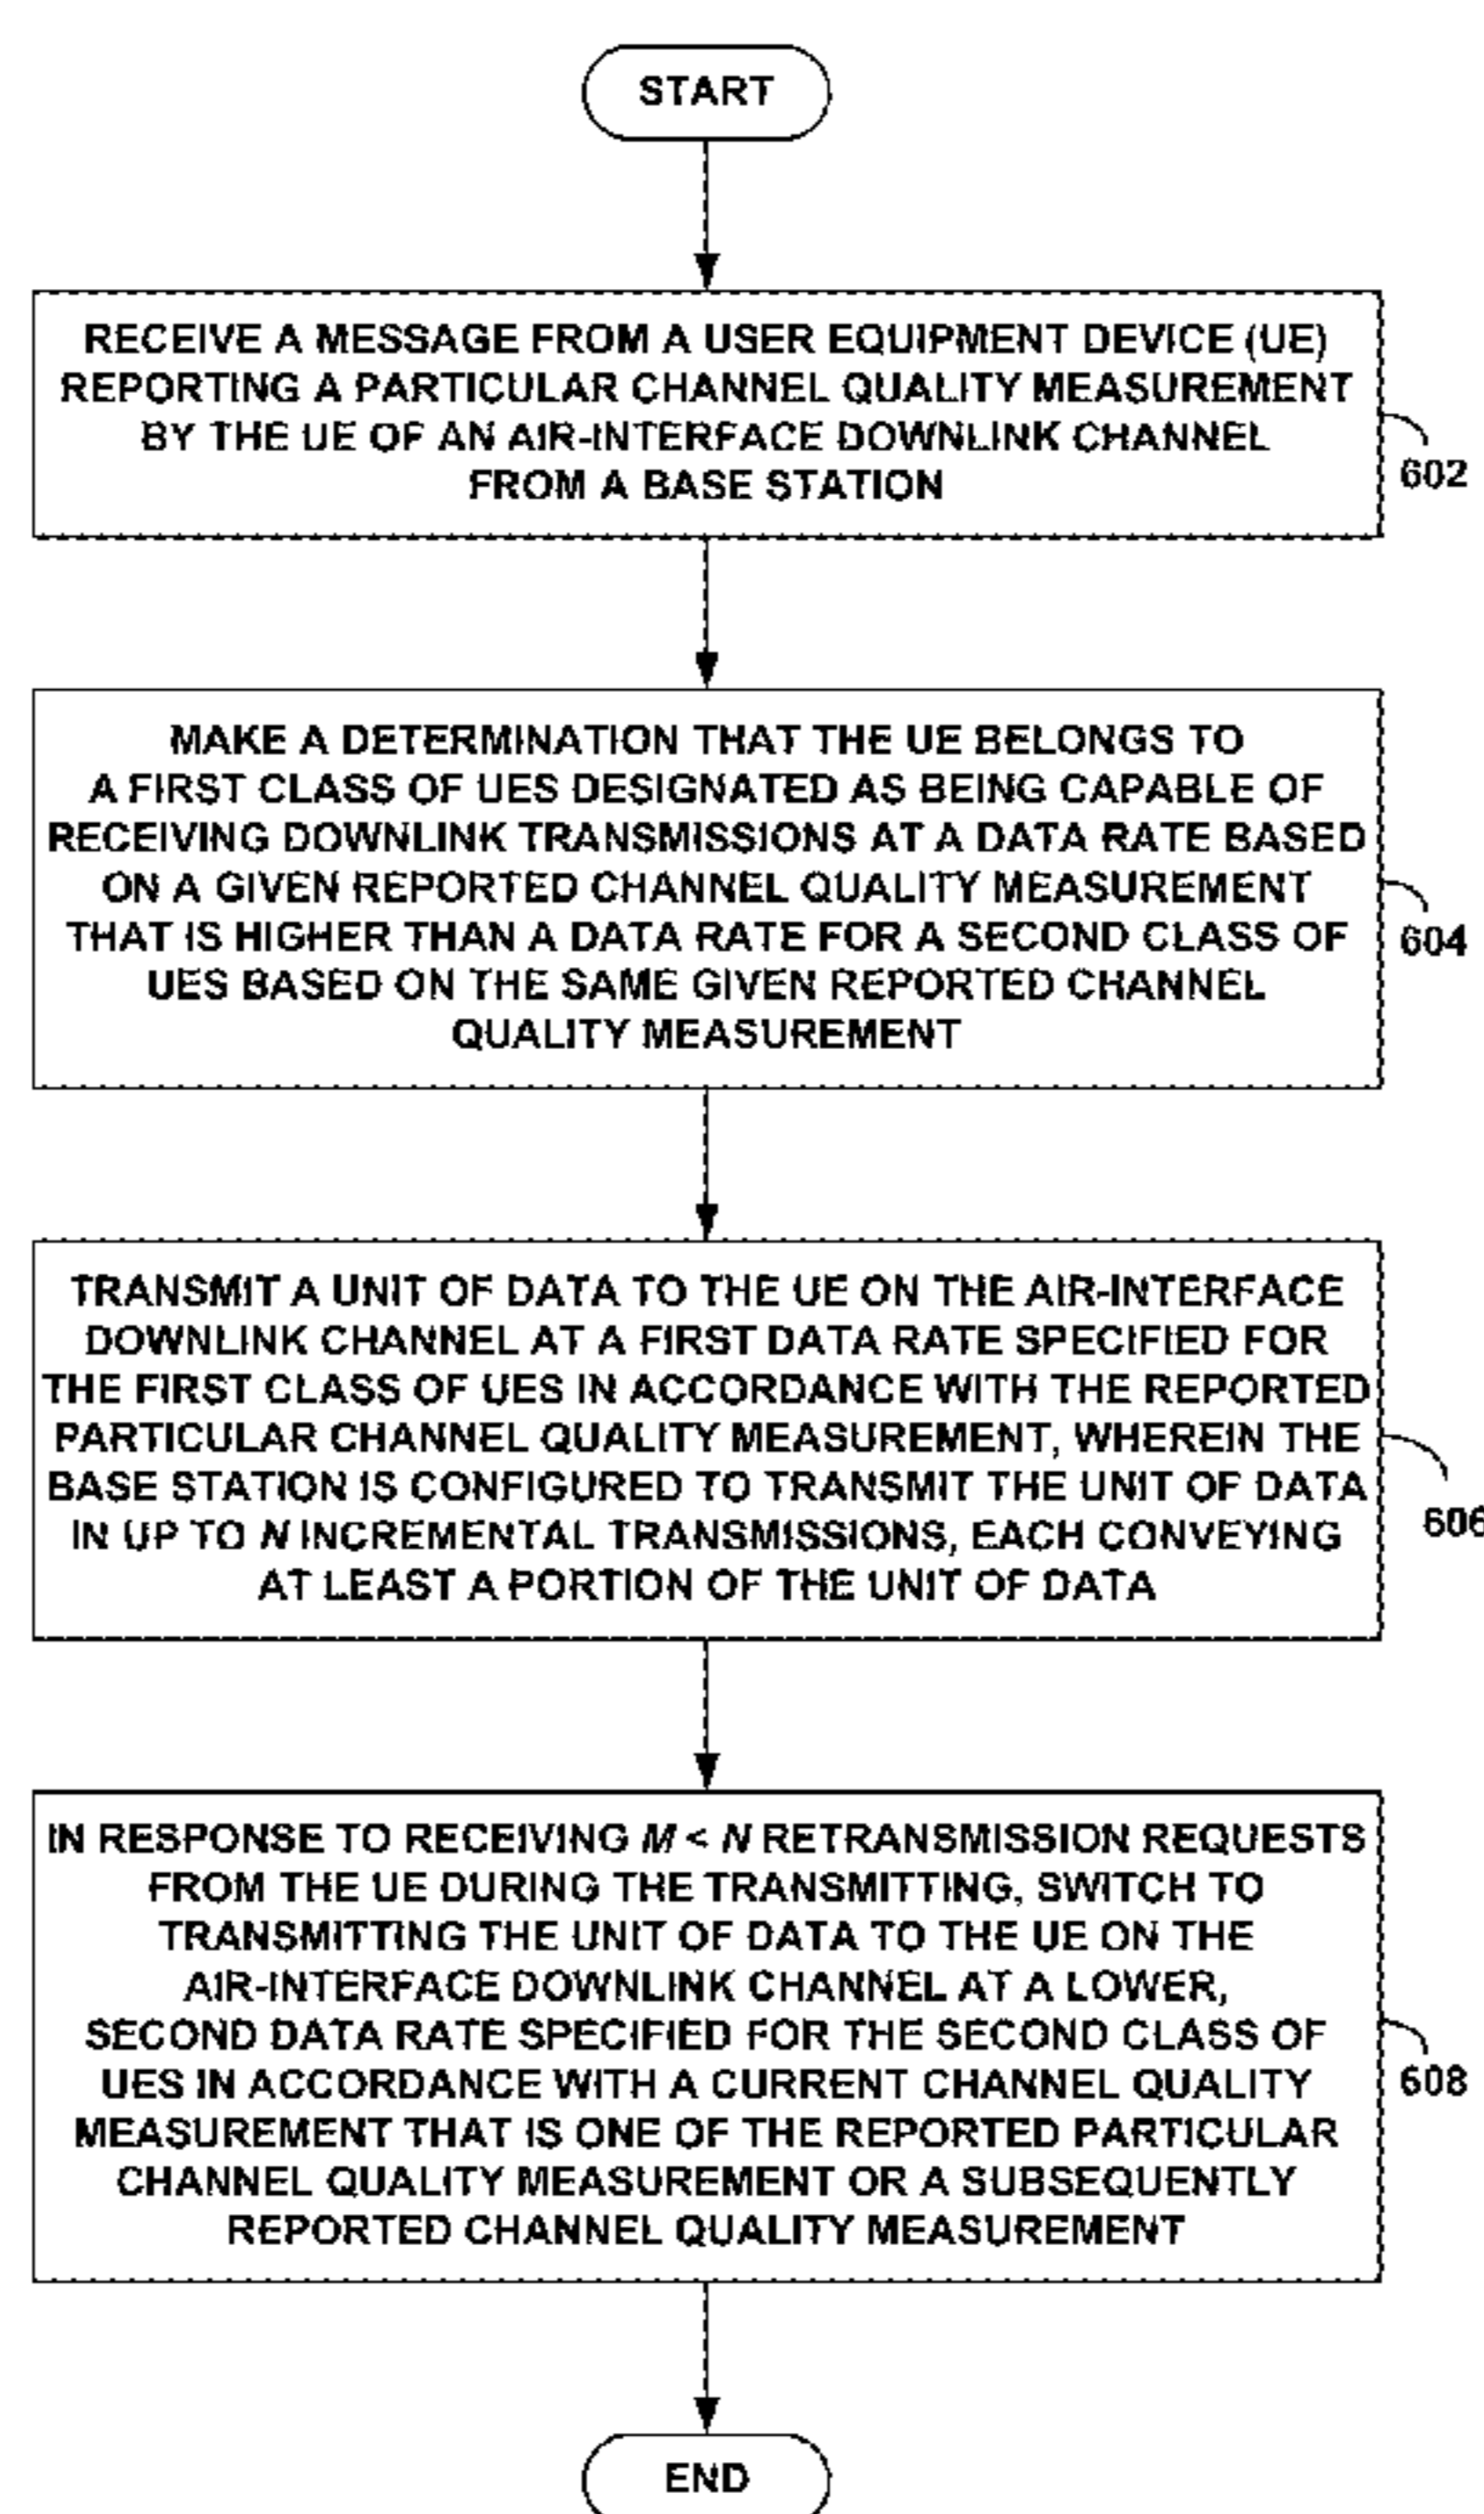 START
RECEIVE A MESSAGE FROM A USER EQUIPMENT DEVICE (UE)
REPORTING A PARTICULAR CHANNEL QUALITY MEASUREMENT
BY THE UE OF AN AIR-INTERFACE DOWNLINK CHANNEL
FROM A BASE STATION
602
MAKE A DETERMINATION THAT THE UE BELONGS TO
A FIRST CLASS OF UES DESIGNATED AS BEING CAPABLE OF
RECEIVING DOWNLINK TRANSMISSIONS AT A DATA RATE BASED
ON A GIVEN REPORTED CHANNEL QUALITY MEASUREMENT
THAT IS HIGHER THAN A DATA RATE FOR A SECOND CLASS OF
UES BASED ON THE SAME GIVEN REPORTED CHANNEL
QUALITY MEASUREMENT
604
TRANSMIT A UNIT OF DATA TO THE UE ON THE AIR-INTERFACE
DOWNLINK CHANNEL AT A FIRST DATA RATE SPECIFIED FOR
THE FIRST CLASS OF UES IN ACCORDANCE WITH THE REPORTED
PARTICULAR CHANNEL QUALITY MEASUREMENT, WHEREIN THE
BASE STATION IS CONFIGURED TO TRANSMIT THE UNIT OF DATA
IN UP TO N INCREMENTAL TRANSMISSIONS, EACH CONVEYING
AT LEAST A PORTION OF THE UNIT OF DATA
606
IN RESPONSE TO RECEIVING M < N RETRANSMISSION REQUESTS
FROM THE UE DURING THE TRANSMITTING, SWITCH TO
TRANSMITTING THE UNIT OF DATA TO THE UE ON THE
AIR-INTERFACE DOWNLINK CHANNEL AT A LOWER,
SECOND DATA RATE SPECIFIED FOR THE SECOND CLASS OF
UES IN ACCORDANCE WITH A CURRENT CHANNEL QUALITY
MEASUREMENT THAT IS ONE OF THE REPORTED PARTICULAR
CHANNEL QUALITY MEASUREMENT OR A SUBSEQUENTLY
REPORTED CHANNEL QUALITY MEASUREMENT
608
END